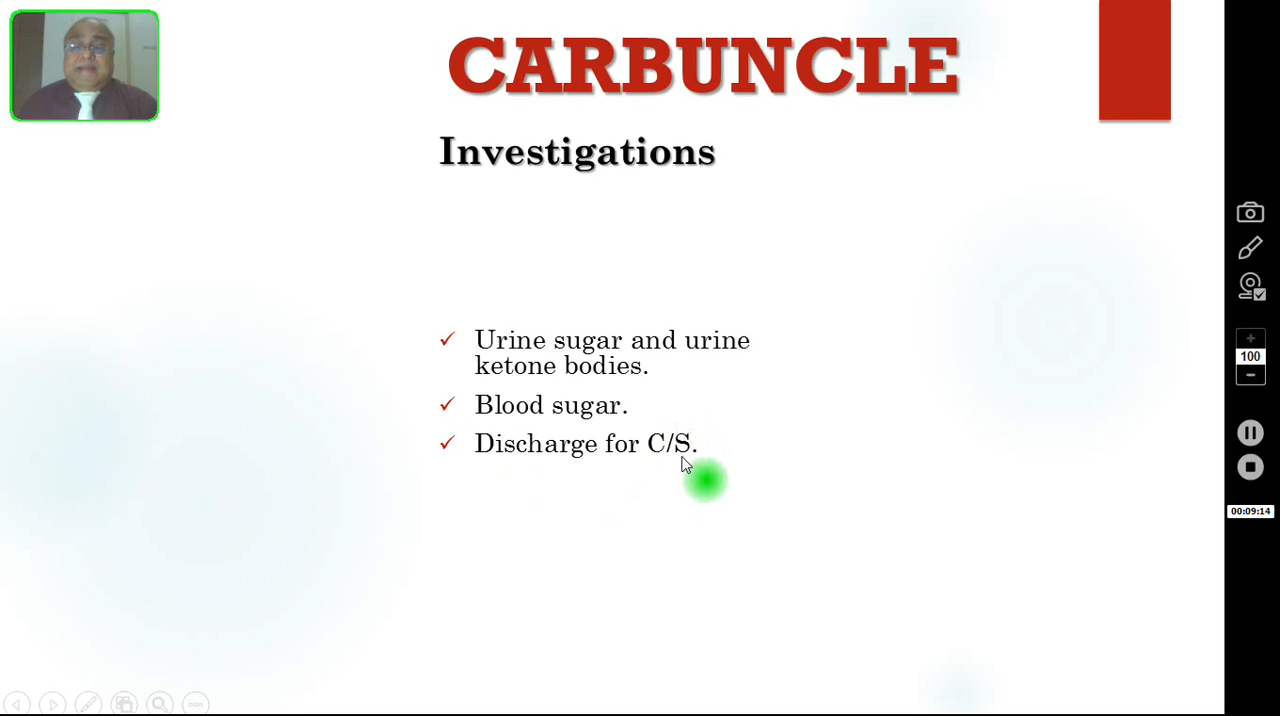 CARBUNCLE
Investigations
✓ Urine sugar and urine
ketone bodies.
✓ Blood sugar.
✓ Discharge for C/S.
100
00:09:14